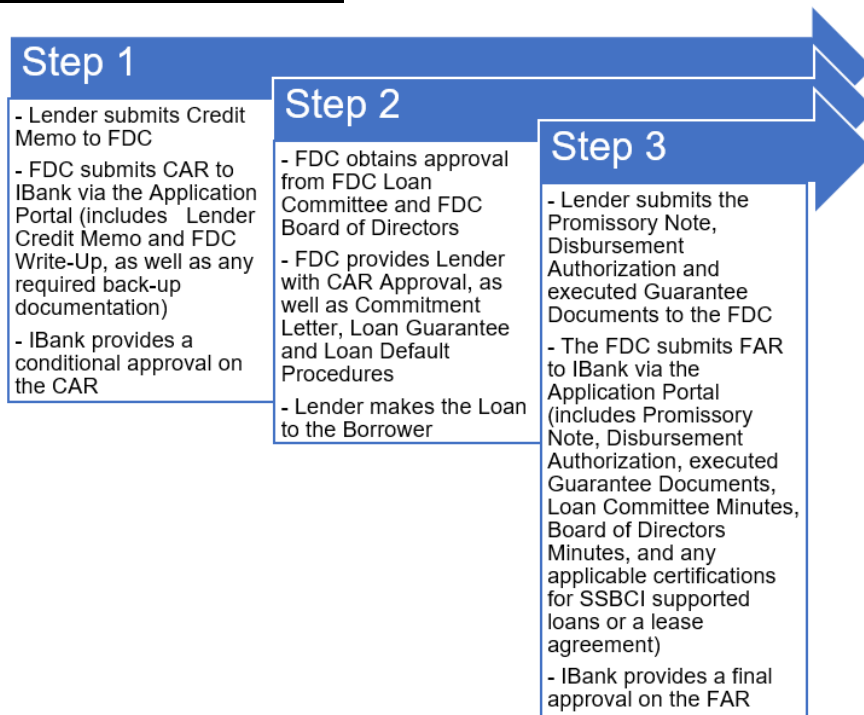 Step 1
- Lender submits Credit
Memo to FDC
- FDC submits CAR to
IBank via the Application
Portal (includes   Lender
Credit Memo and FDC
Write-Up, as well as any
required back-up
documentation)
- IBank provides a
conditional approval on
the CAR
Step 2
- FDC obtains approval
from FDC Loan
Committee and FDC
Board of Directors
- FDC provides Lender
with CAR Approval, as
well as Commitment
Letter, Loan Guarantee
and Loan Default
Procedures
- Lender makes the Loan
to the Borrower
Step 3
- Lender submits the
Promissory Note,
Disbursement
Authorization and
executed Guarantee
Documents to the FDC
- The FDC submits FAR
to IBank via the
Application Portal
(includes Promissory
Note, Disbursement
Authorization, executed
Guarantee Documents,
Loan Committee Minutes,
Board of Directors
Minutes, and any
applicable certifications
for SSBCI supported
loans or a lease
agreement)
- IBank provides a final
approval on the FAR